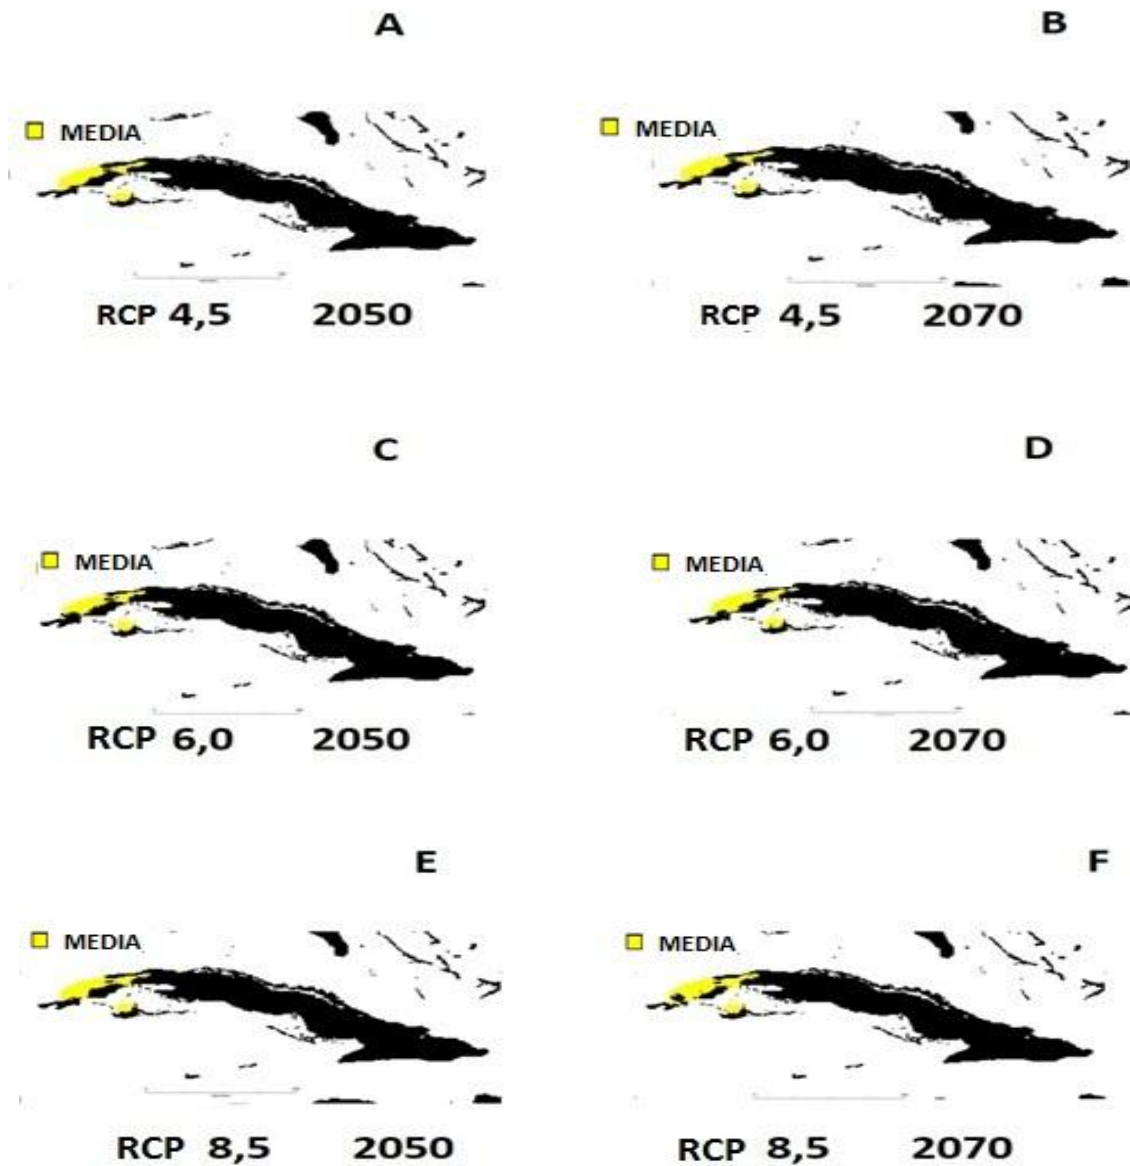 A
B
MEDIA
MEDIA
RCP 4,5 2050
RCP 4,5 2070
C
D
MEDIA
MEDIA
RCP 6,0 2050
RCP 6,0 2070
E
F
MEDIA
MEDIA
RCP 8,5 2050
RCP 8,5 2070